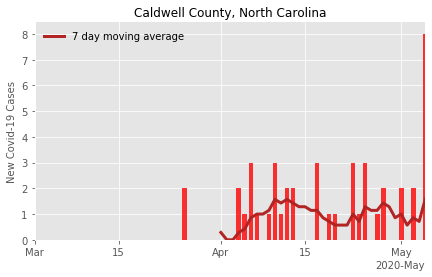 Caldwell County, North Carolina
7 day moving average
New Covid-19 Cases
8
7
6
5
4
3
2
1
0
Mar 15 Apr 15 May
2020-May